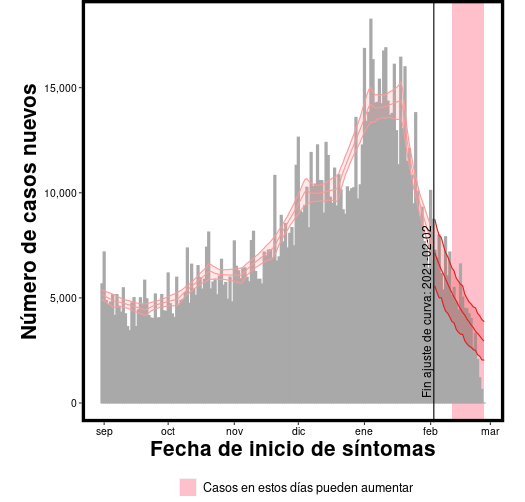 Número de casos nuevos
15,000
10,000
5,000
0
Fin ajuste de curva: 2021-02-02
sep oct nov dic ene feb mar
Fecha de inicio de síntomas
Casos en estos días pueden aumentar